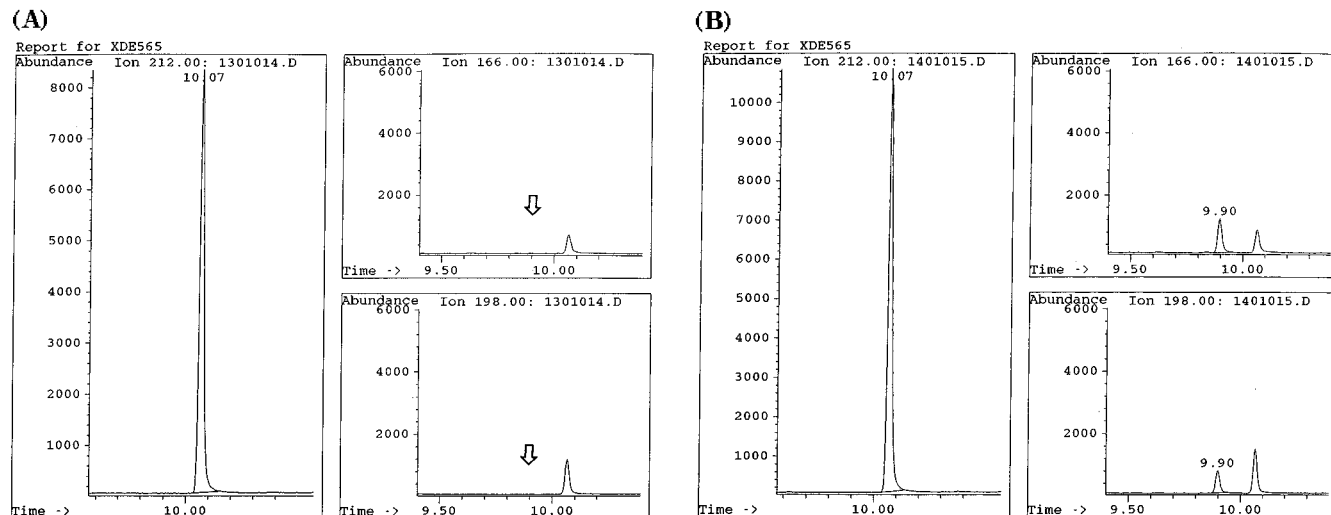 (A)
Report for XDE565
Abundance Ion 212.00: 1301014.D
10.07
8000
7000
6000
5000
4000
3000
2000
1000
Time -> 10.00
Abundance Ion 166.00: 1301014.D
6000
4000
2000
9.50 10.00
Time ->
Abundance Ion 198.00: 1301014.D
6000
4000
2000
9.50 10.00
Time ->
(B)
Report for XDE565
Abundance Ion 212.00: 1401015.D
10.07
10000
9000
8000
7000
6000
5000
4000
3000
2000
1000
Time -> 10.00
Abundance Ion 166.00: 1401015.D
6000
4000
2000
9.90
9.50 10.00
Time ->
Abundance Ion 198.00: 1401015.D
6000
4000
2000
9.90
9.50 10.00
Time ->